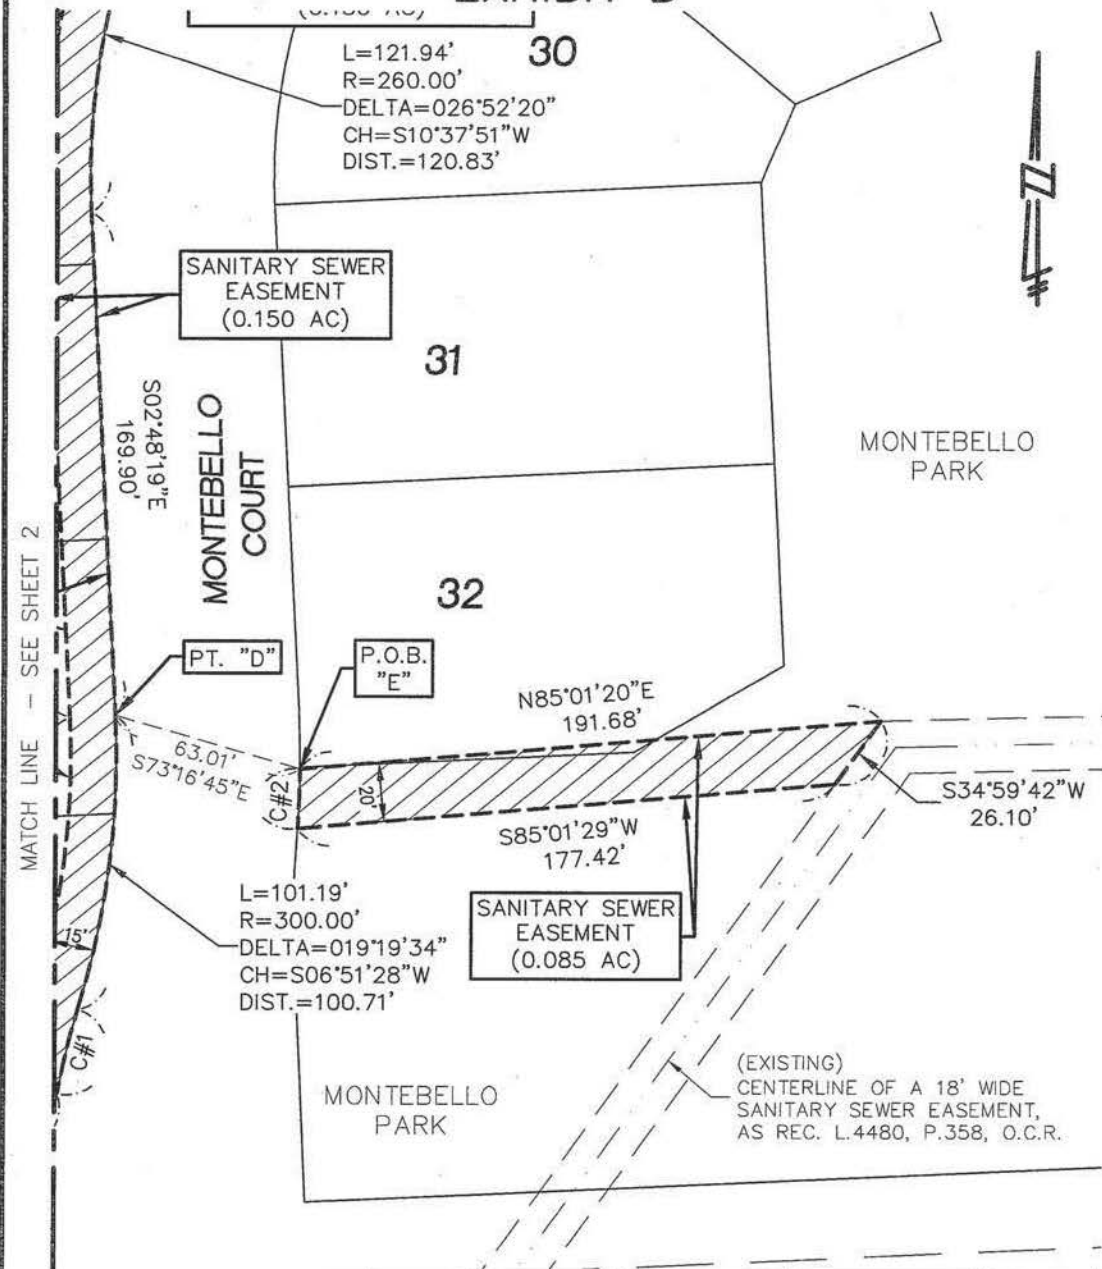 30
L=121.94'
R=260.00'
DELTA=026°52'20"
CH=S10°37'51"W
DIST.=120.83'
N
SANITARY SEWER
EASEMENT
(0.150 AC)
31
S02°48'19"E
169.90'
MONTEBELLO
COURT
MONTEBELLO
PARK
MATCH LINE - SEE SHEET 2
32
PT. "D"
P.O.B.
"E"
N85°01'20"E
191.68'
63.01'
S73°16'45"E
C#2
20'
S34°59'42"W
26.10'
S85°01'29"W
177.42'
L=101.19'
R=300.00'
DELTA=019°19'34"
CH=S06°51'28"W
DIST.=100.71'
SANITARY SEWER
EASEMENT
(0.085 AC)
15'
C#1
MONTEBELLO
PARK
(EXISTING)
CENTERLINE OF A 18' WIDE
SANITARY SEWER EASEMENT,
AS REC. L.4480, P.358, O.C.R.